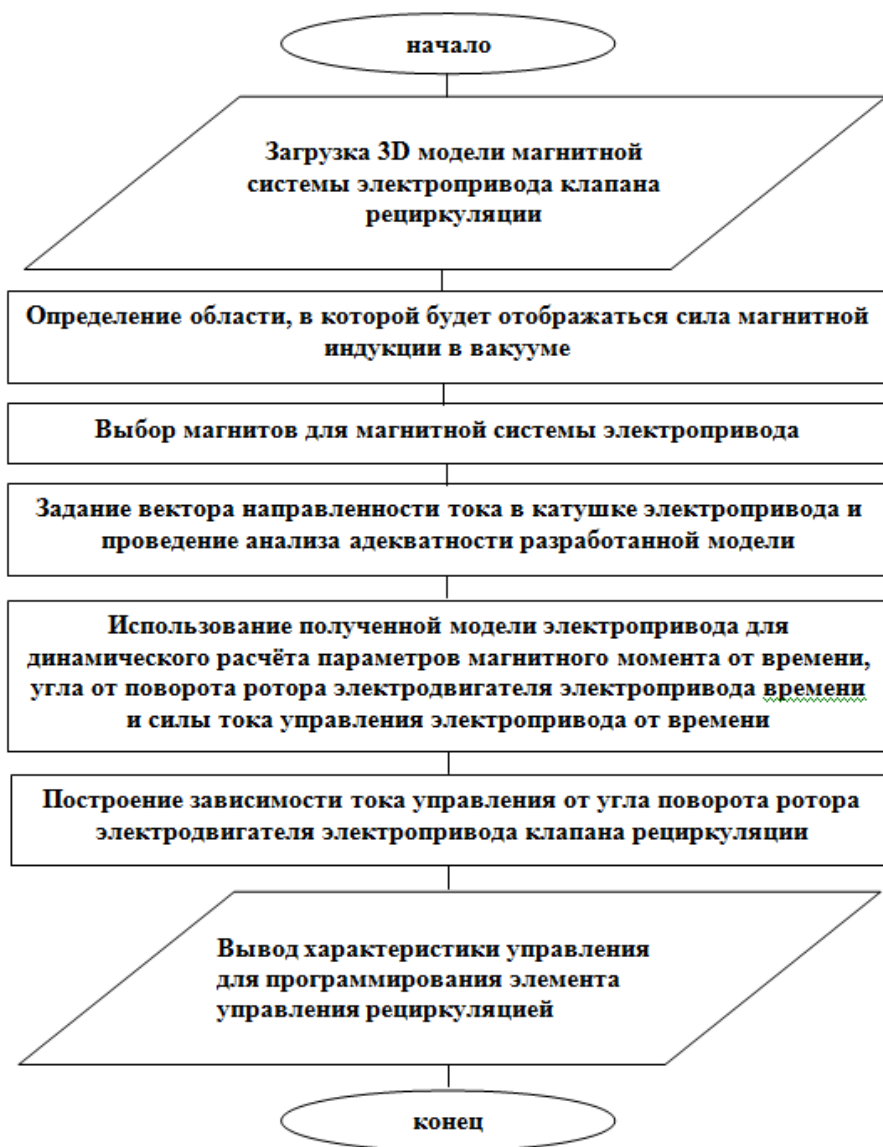 начало
Загрузка 3D модели магнитной
системы электропривода клапана
рециркуляции
Определение области, в которой будет отображаться сила магнитной
индукции в вакууме
Выбор магнитов для магнитной системы электропривода
Задание вектора направленности тока в катушке электропривода и
проведение анализа адекватности разработанной модели
Использование полученной модели электропривода для
динамического расчёта параметров магнитного момента от времени,
угла от поворота ротора электродвигателя электропривода времени
и силы тока управления электропривода от времени
Построение зависимости тока управления от угла поворота ротора
электродвигателя электропривода клапана рециркуляции
Вывод характеристики управления
для программирования элемента
управления рециркуляцией
конец